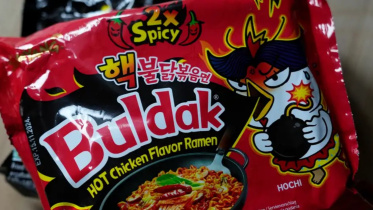 2x
Spicy
핵불닭볶음면
Buldak
HOT Chicken Flavor Ramen
HOCHI